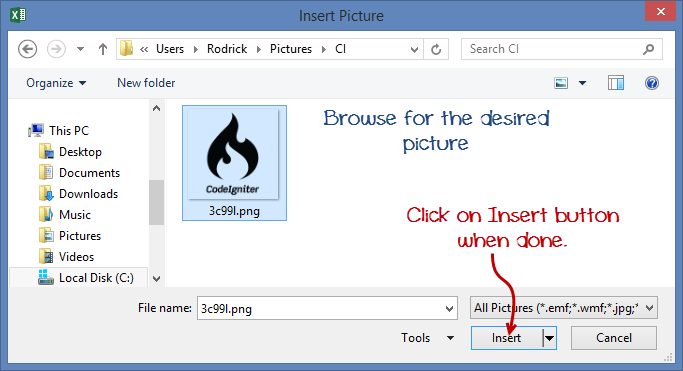 Insert Picture
« Users Rodrick Pictures CI
Search CI
Organize
New folder
This PC
Desktop
Documents
Downloads
Music
Pictures
Videos
Local Disk (C:)
CodeIgniter
3c99l.png
Browse for the desired
picture
Click on Insert button
when done.
File name: 3c99l.png
All Pictures (*.emf;*.wmf;*.jpg;*
Tools
Insert
Cancel